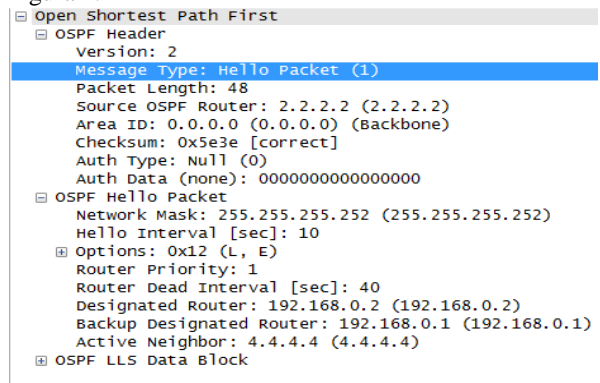 Open Shortest Path First
OSPF Header
Version: 2
Message Type: Hello Packet (1)
Packet Length: 48
Source OSPF Router: 2.2.2.2 (2.2.2.2)
Area ID: 0.0.0.0 (0.0.0.0) (Backbone)
Checksum: 0x5e3e [correct]
Auth Type: Null (0)
Auth Data (none): 0000000000000000
OSPF Hello Packet
Network Mask: 255.255.255.252 (255.255.255.252)
Hello Interval [sec]: 10
Options: 0x12 (L, E)
Router Priority: 1
Router Dead Interval [sec]: 40
Designated Router: 192.168.0.2 (192.168.0.2)
Backup Designated Router: 192.168.0.1 (192.168.0.1)
Active Neighbor: 4.4.4.4 (4.4.4.4)
OSPF LLS Data Block